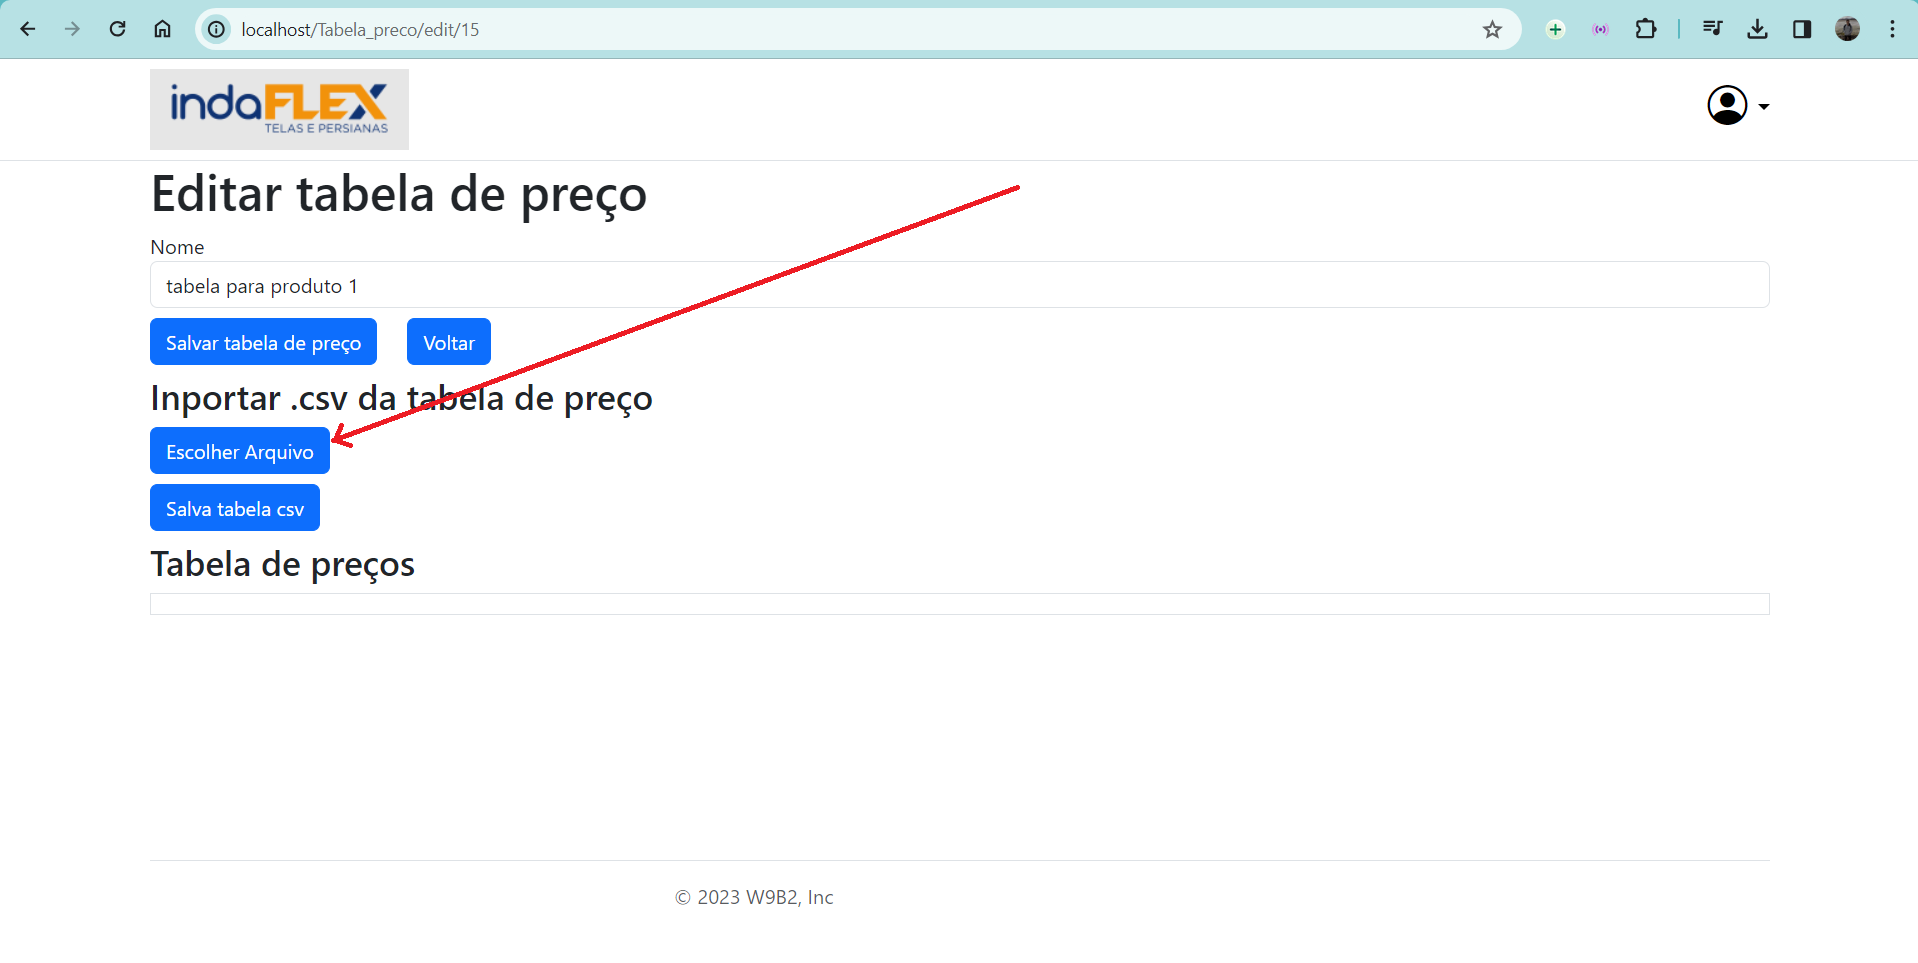 localhost/Tabela_preco/edit/15
indaFLEX
TELAS E PERSIANAS
Editar tabela de preço
Nome
tabela para produto 1
Salvar tabela de preço Voltar
Inportar .csv da tabela de preço
Escolher Arquivo
Salva tabela csv
Tabela de preços
© 2023 W9B2, Inc